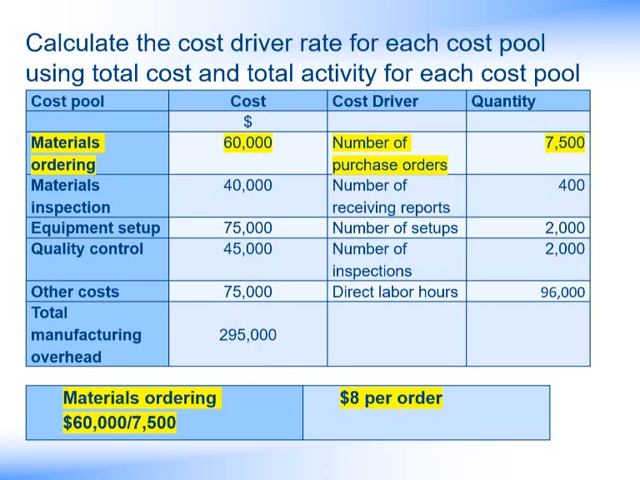 Calculate the cost driver rate for each cost pool
using total cost and total activity for each cost pool
Cost pool Cost Cost Driver Quantity
$
Materials ordering 60,000 Number of purchase orders 7,500
Materials inspection 40,000 Number of receiving reports 400
Equipment setup 75,000 Number of setups 2,000
Quality control 45,000 Number of inspections 2,000
Other costs 75,000 Direct labor hours 96,000
Total manufacturing overhead 295,000
Materials ordering $8 per order
$60,000/7,500